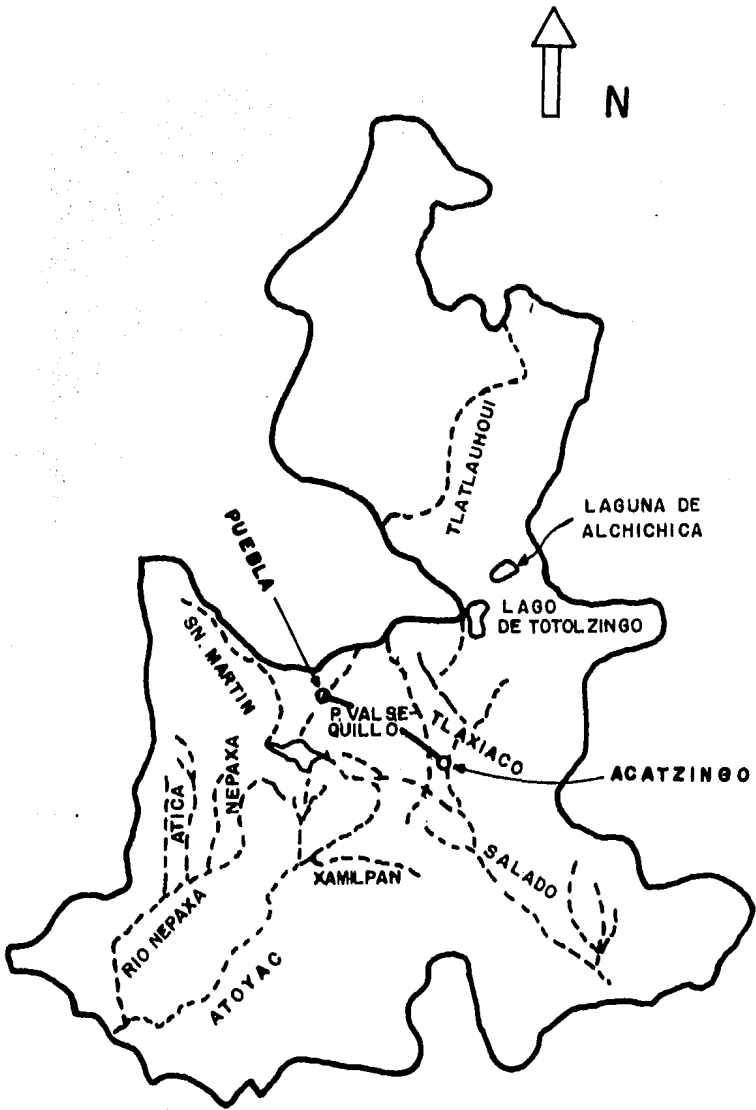 N
TLATLAUHOUI
LAGUNA DE
ALCHICHICA
PUEBLA
LAGO
DE TOTOLZINGO
SN. MARTIN
P. VALSE-
QUILLO
TLAXIACO
ACATZINGO
NEPAXA
ATICA
SALADO
XAMILPAN
RIO NEPAXA
ATOYAC